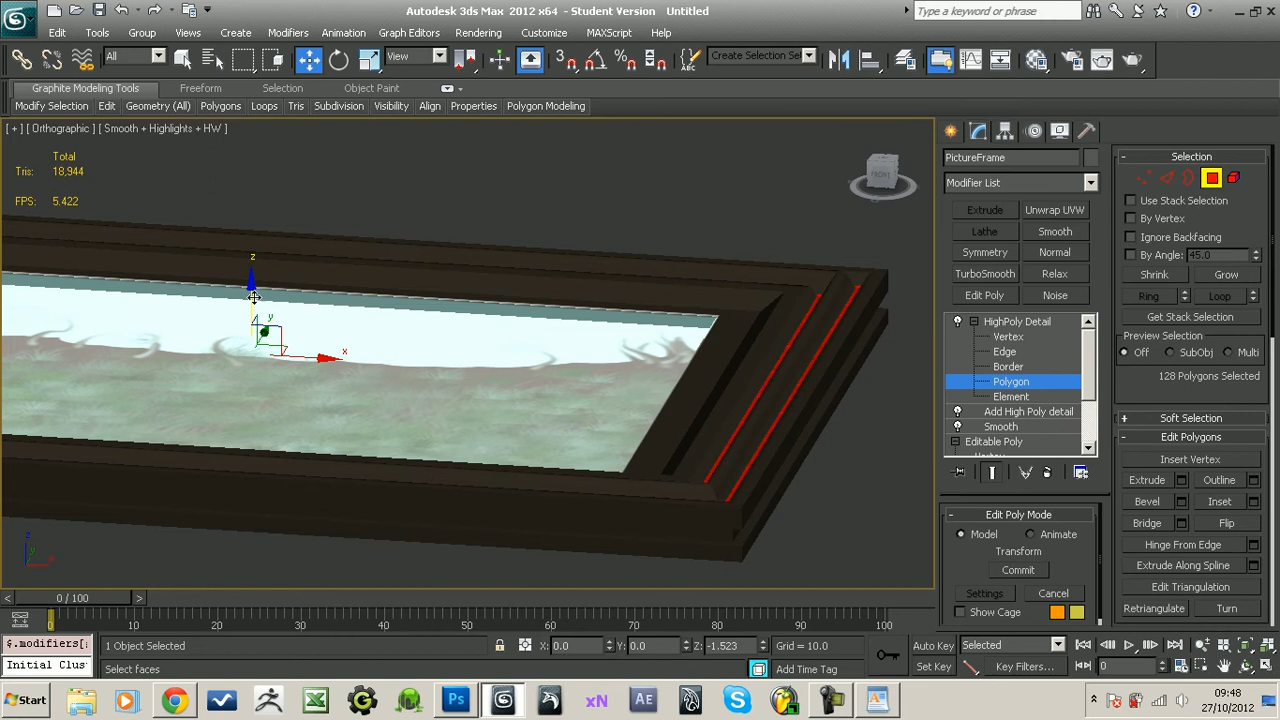 Autodesk 3ds Max 2012 x64 - Student Version Untitled
Type a keyword or phrase
Edit Tools Group Views Create Modifiers Animation Graph Editors Rendering Customize MAXScript Help
All View 3 Create Selection Sel
Graphite Modeling Tools Freeform Selection Object Paint
Modify Selection Edit Geometry (All) Polygons Loops Tris Subdivision Visibility Align Properties Polygon Modeling
[ + ] [ Orthographic ] [ Smooth + Highlights + HW ]
Total
Tris: 18,944
FPS: 5.422
FRONT
z
y
x
z
y
x
PictureFrame
Modifier List
Extrude Unwrap UVW
Lathe Smooth
Symmetry Normal
TurboSmooth Relax
Edit Poly Noise
HighPoly Detail
Vertex
Edge
Border
Polygon
Element
Add High Poly detail
Smooth
Editable Poly
Edit Poly Mode
Model Animate
Transform
Commit
Settings Cancel
Show Cage
Selection
Use Stack Selection
By Vertex
Ignore Backfacing
By Angle: 45.0
Shrink Grow
Ring Loop
Get Stack Selection
Preview Selection
Off SubObj Multi
128 Polygons Selected
Soft Selection
Edit Polygons
Insert Vertex
Extrude Outline
Bevel Inset
Bridge Flip
Hinge From Edge
Extrude Along Spline
Edit Triangulation
Retriangulate Turn
< 0 / 100 >
0 10 20 30 40 50 60 70 80 90 100
$.modifiers[: 1 Object Selected X: 0.0 Y: 0.0 Z: -1.523 Grid = 10.0 Auto Key Selected
Initial Clus Select faces Add Time Tag Set Key Key Filters... 0
Start Ps xN AE
09:48
27/10/2012